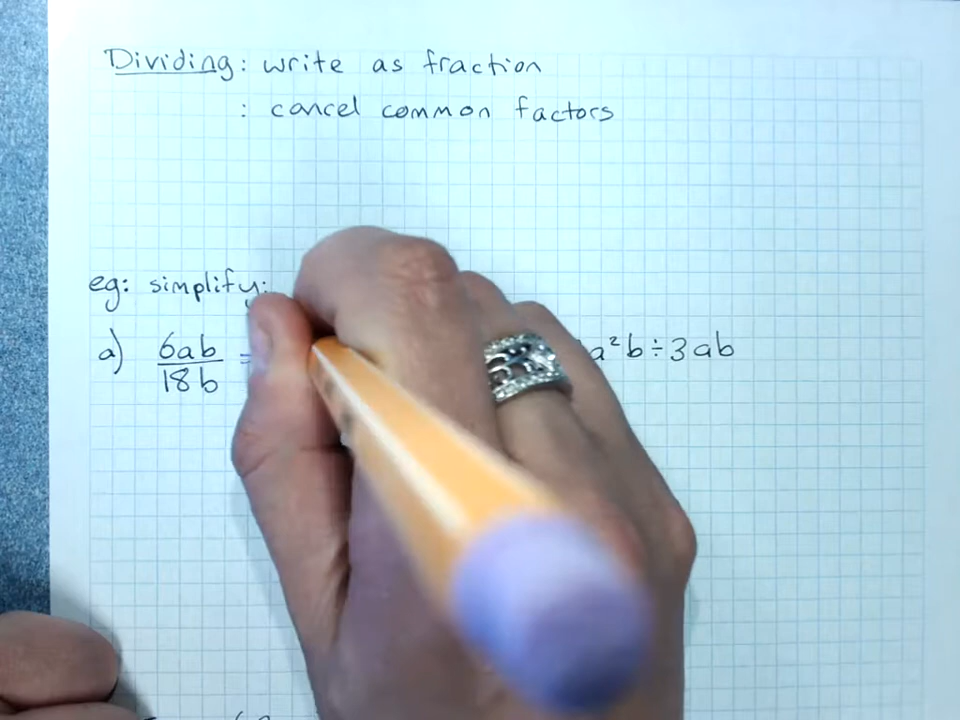 Dividing: write as fraction
: cancel common factors
eg: simplify:
a) 6ab/18b = a²b÷3ab